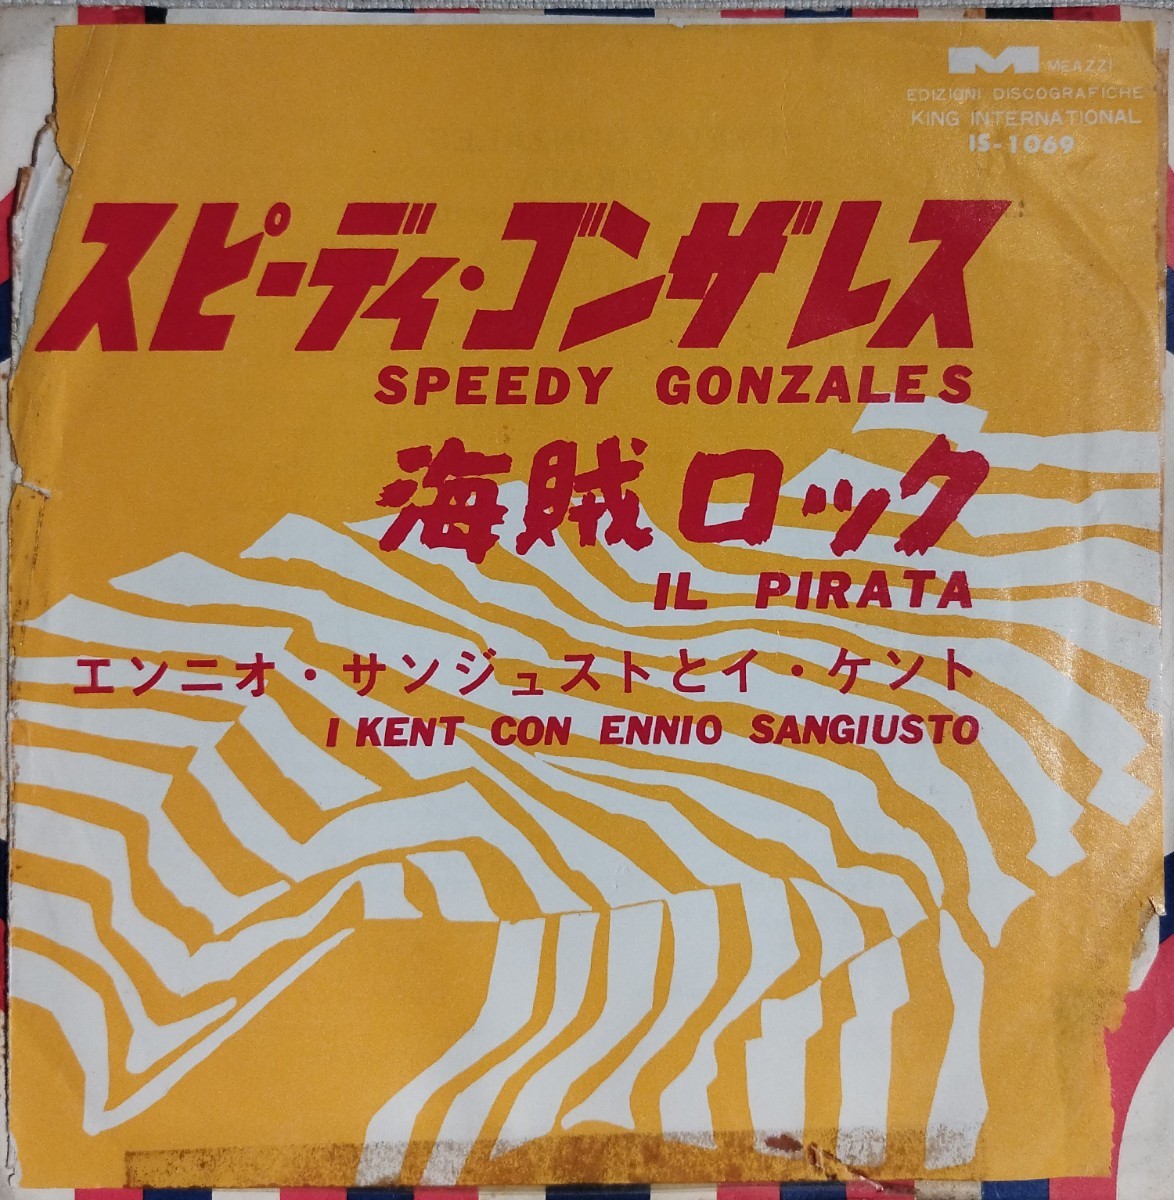 M MEAZZI
EDIZIONI DISCOGRAFICHE
KING INTERNATIONAL
IS-1069
スピーディ・ゴンザレス
SPEEDY GONZALES
海賊ロック
IL PIRATA
エンニオ・サンジュストとイ・ケント
I KENT CON ENNIO SANGIUSTO